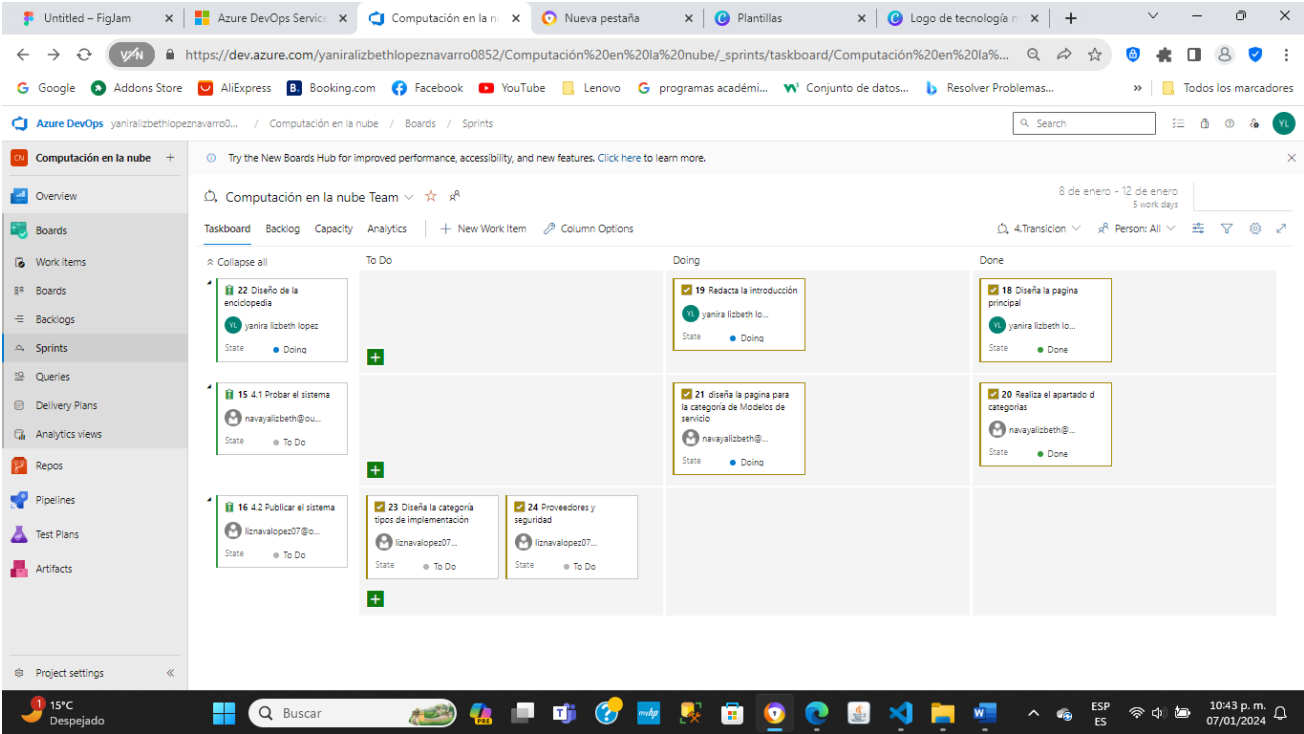 Untitled – FigJam
Azure DevOps Service
Computación en la n
Nueva pestaña
Plantillas
Logo de tecnología n
https://dev.azure.com/yaniralizbethlopeznavarro0852/Computación%20en%20la%20nube/_sprints/taskboard/Computación%20en%20la%...
Google Addons Store AliExpress Booking.com Facebook YouTube Lenovo programas académi... Conjunto de datos... Resolver Problemas... » Todos los marcadores
Azure DevOps yaniralizbethlopeznavarro0... / Computación en la nube / Boards / Sprints
Search
YL
CN Computación en la nube +
Try the New Boards Hub for improved performance, accessibility, and new features. Click here to learn more.
Overview
Boards
Work items
Boards
Backlogs
Sprints
Queries
Delivery Plans
Analytics views
Repos
Pipelines
Test Plans
Artifacts
Project settings
Computación en la nube Team
8 de enero - 12 de enero
5 work days
Taskboard Backlog Capacity Analytics + New Work Item Column Options
4.Transicion Person: All
Collapse all To Do Doing Done
22 Diseño de la
enciclopedia
YL yanira lizbeth lopez
State Doing
19 Redacta la introducción
YL yanira lizbeth lo...
State Doing
18 Diseña la pagina
principal
YL yanira lizbeth lo...
State Done
15 4.1 Probar el sistema
navayalizbeth@ou...
State To Do
21 diseña la pagina para
la categoría de Modelos de
servicio
navayalizbeth@...
State Doing
20 Realiza el apartado d
categorias
navayalizbeth@...
State Done
16 4.2 Publicar el sistema
liznavalopez07@o...
State To Do
23 Diseña la categoría
tipos de implementación
liznavalopez07...
State To Do
24 Proveedores y
seguridad
liznavalopez07...
State To Do
1
15°C
Despejado
Buscar
PRE
myhp
ESP
ES
10:43 p. m.
07/01/2024